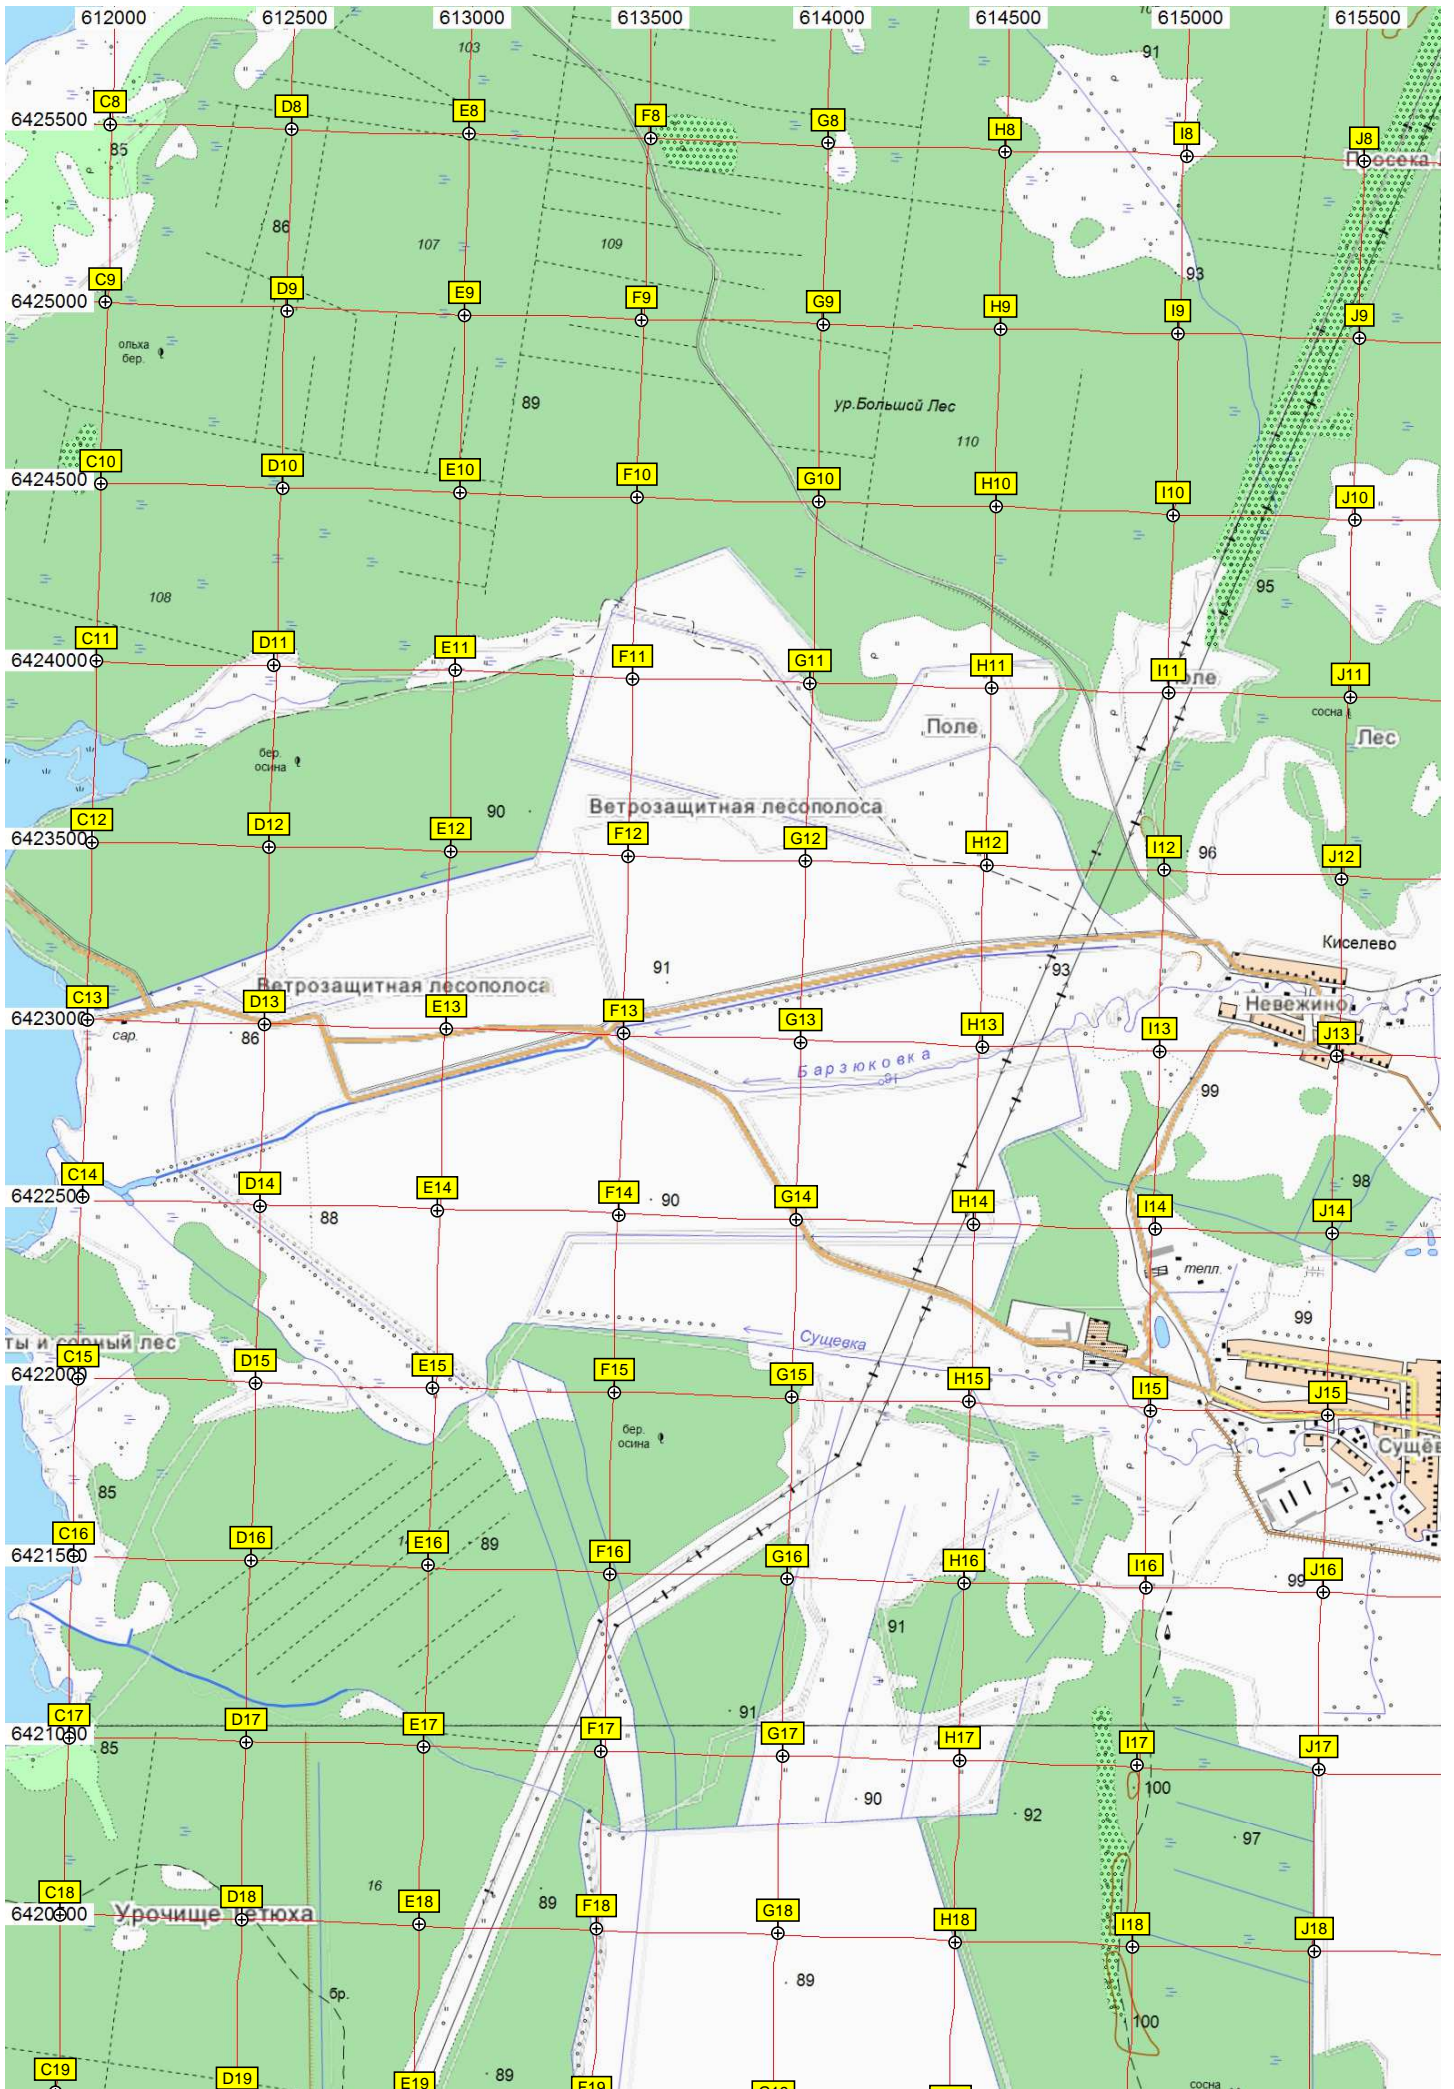 612000 612500 613000 613500 614000 614500 615000 615500
103
91
C8 D8 E8 F8 G8 H8 I8 J8
6425500
85
86
107
109
93
C9 D9 E9 F9 G9 H9 I9 J9
6425000
ольха
бер.
89
ур.Большой Лес
110
C10 D10 E10 F10 G10 H10 I10 J10
6424500
95
108
C11 D11 E11 F11 G11 H11 I11 J11
6424000
сосна
Поле
Лес
бер.
осина
90
Ветрозащитная лесополоса
C12 D12 E12 F12 G12 H12 I12 J12
6423500
96
Киселево
91
93
Ветрозащитная лесополоса
Невежино
C13 D13 E13 F13 G13 H13 I13 J13
6423000
сар.
86
Барзюковка
91
99
98
C14 D14 E14 F14 G14 H14 I14 J14
6422500
90
88
тепл.
99
Сущевка
C15 D15 E15 F15 G15 H15 I15 J15
бер.
осина
85
89
C16 D16 E16 F16 G16 H16 I16 J16
99
91
91
C17 D17 E17 F17 G17 H17 I17 J17
6421000
85
100
90
92
97
16
89
C18 D18 E18 F18 G18 H18 I18 J18
Урочище Тетюха
89
бр.
100
89
C19 D19 E19 F19
сосна